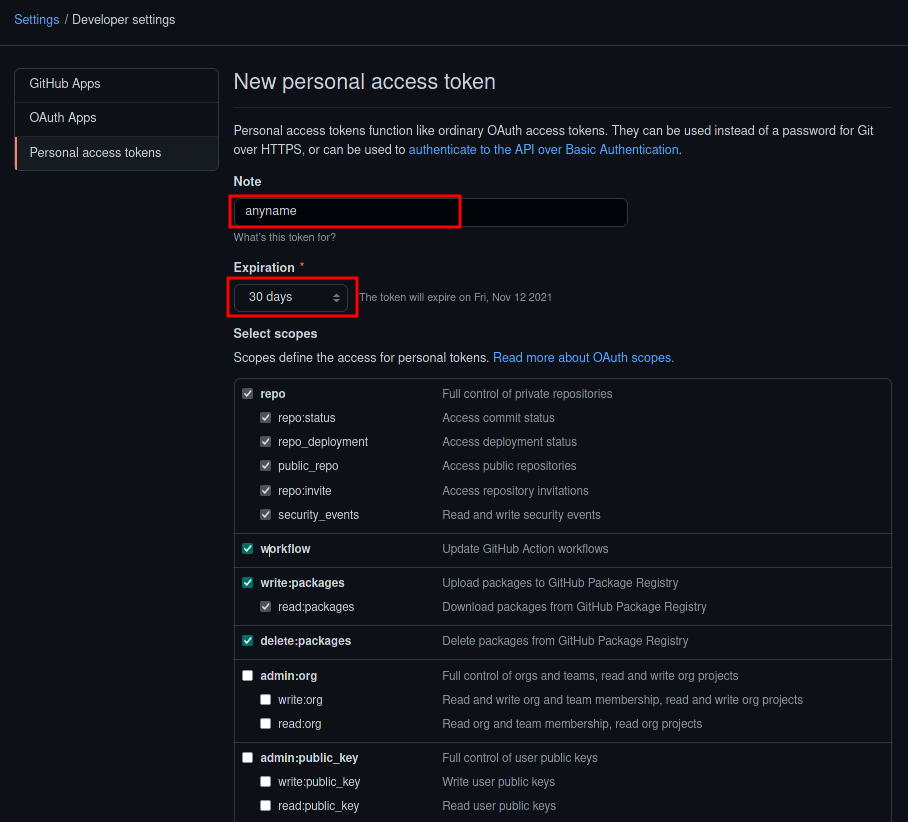 Settings / Developer settings
GitHub Apps
OAuth Apps
Personal access tokens
New personal access token
Personal access tokens function like ordinary OAuth access tokens. They can be used instead of a password for Git
over HTTPS, or can be used to authenticate to the API over Basic Authentication.
Note
anyname
What's this token for?
Expiration *
30 days The token will expire on Fri, Nov 12 2021
Select scopes
Scopes define the access for personal tokens. Read more about OAuth scopes.
repo Full control of private repositories
repo:status Access commit status
repo_deployment Access deployment status
public_repo Access public repositories
repo:invite Access repository invitations
security_events Read and write security events
workflow Update GitHub Action workflows
write:packages Upload packages to GitHub Package Registry
read:packages Download packages from GitHub Package Registry
delete:packages Delete packages from GitHub Package Registry
admin:org Full control of orgs and teams, read and write org projects
write:org Read and write org and team membership, read and write org projects
read:org Read org and team membership, read org projects
admin:public_key Full control of user public keys
write:public_key Write user public keys
read:public_key Read user public keys